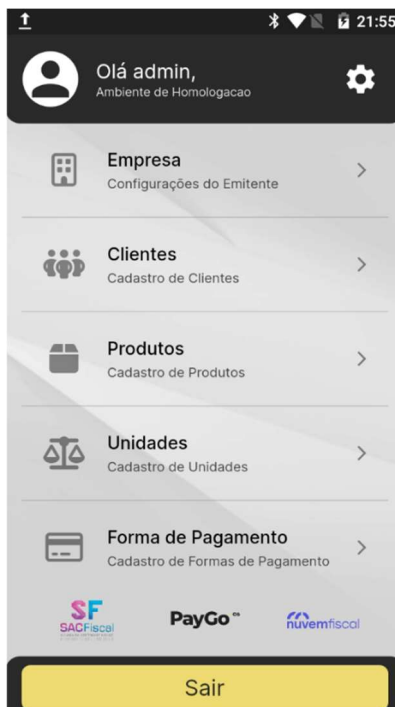 21:55
Olá admin,
Ambiente de Homologacao
Empresa
Configurações do Emitente
Clientes
Cadastro de Clientes
Produtos
Cadastro de Produtos
Unidades
Cadastro de Unidades
Forma de Pagamento
Cadastro de Formas de Pagamento
SF
SACFiscal
PayGo
nuvemfiscal
Sair